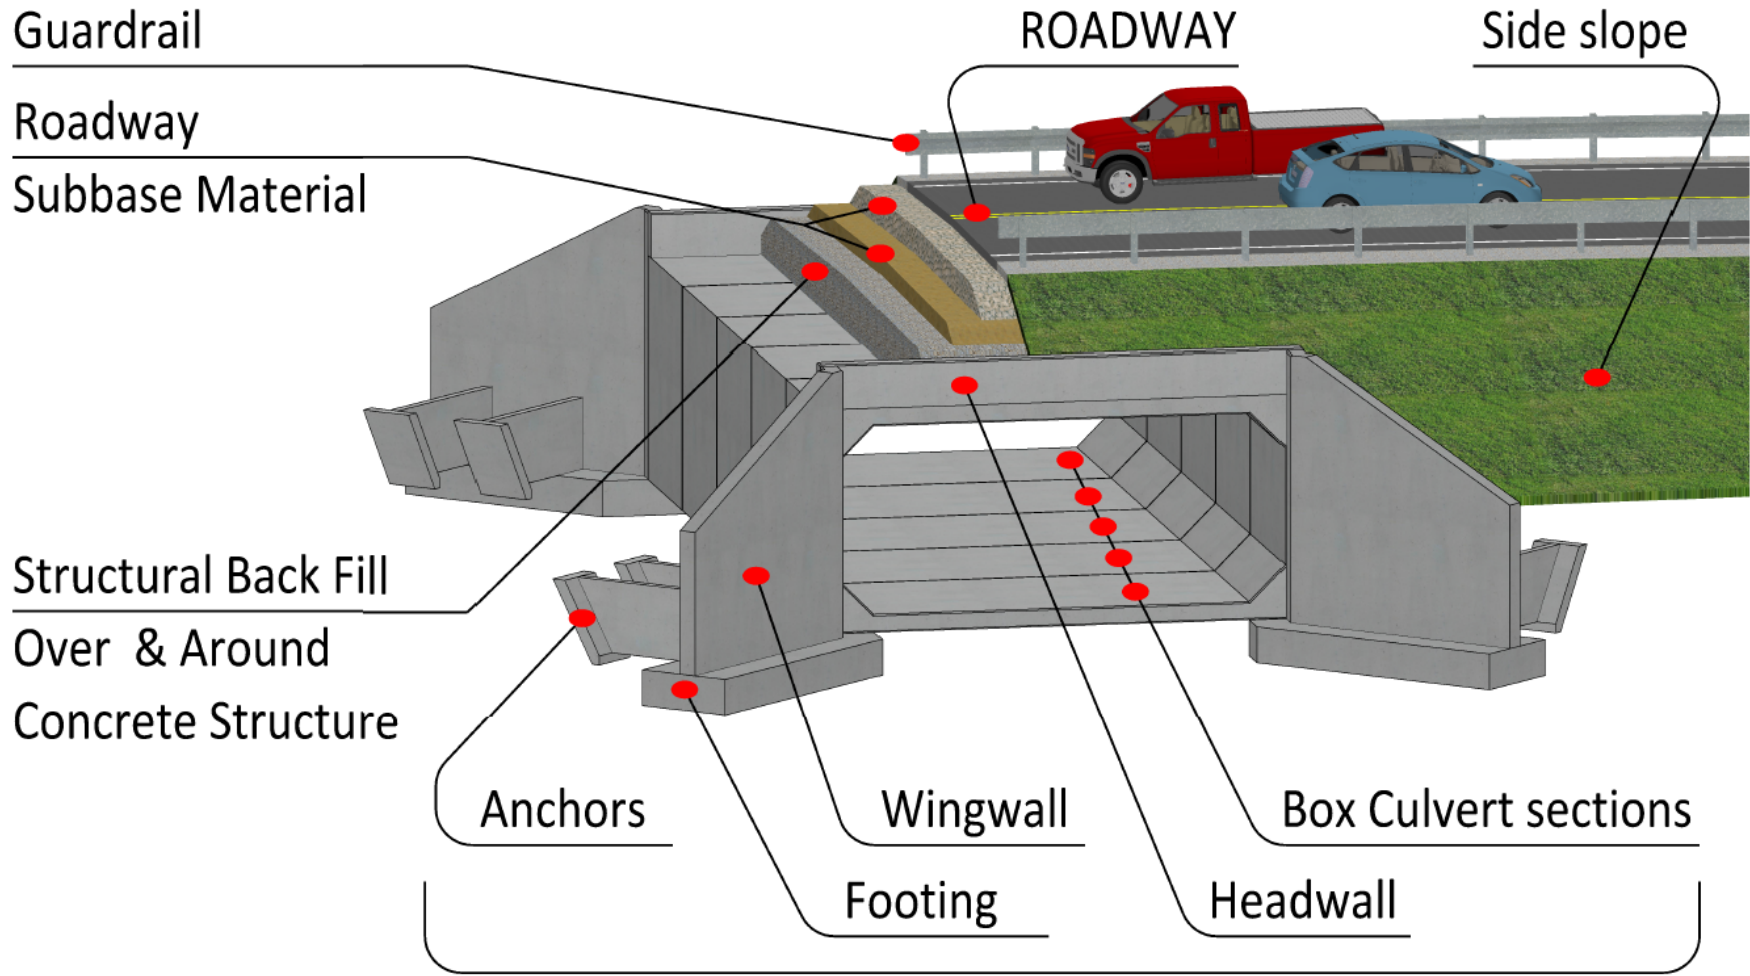 Guardrail
ROADWAY
Side slope
Roadway
Subbase Material
Structural Back Fill
Over & Around
Concrete Structure
Anchors
Wingwall
Box Culvert sections
Footing
Headwall